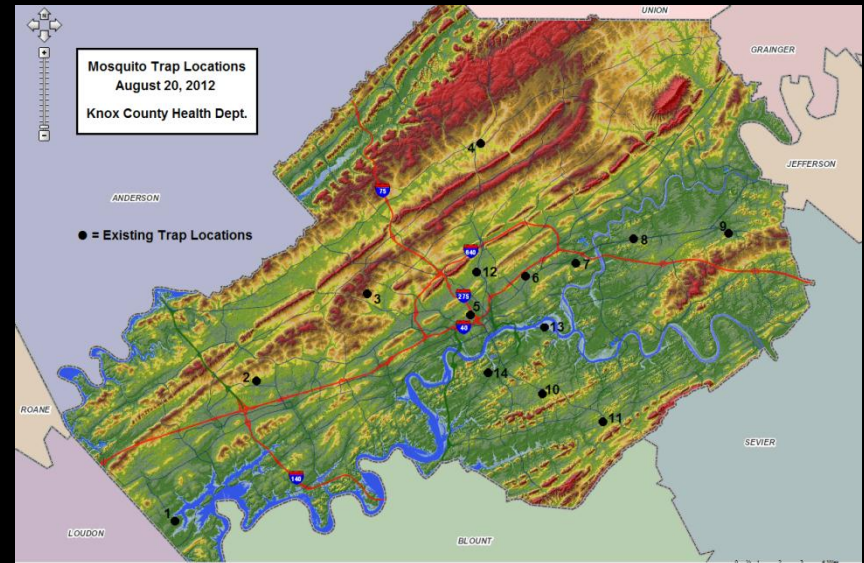 N
UNION
GRAINGER
Mosquito Trap Locations
August 20, 2012
Knox County Health Dept.
4
JEFFERSON
75
ANDERSON
● = Existing Trap Locations
8
9
640
12
7
6
3
275
5
40
13
14
2
10
ROANE
11
SEVIER
140
1
LOUDON
BLOUNT